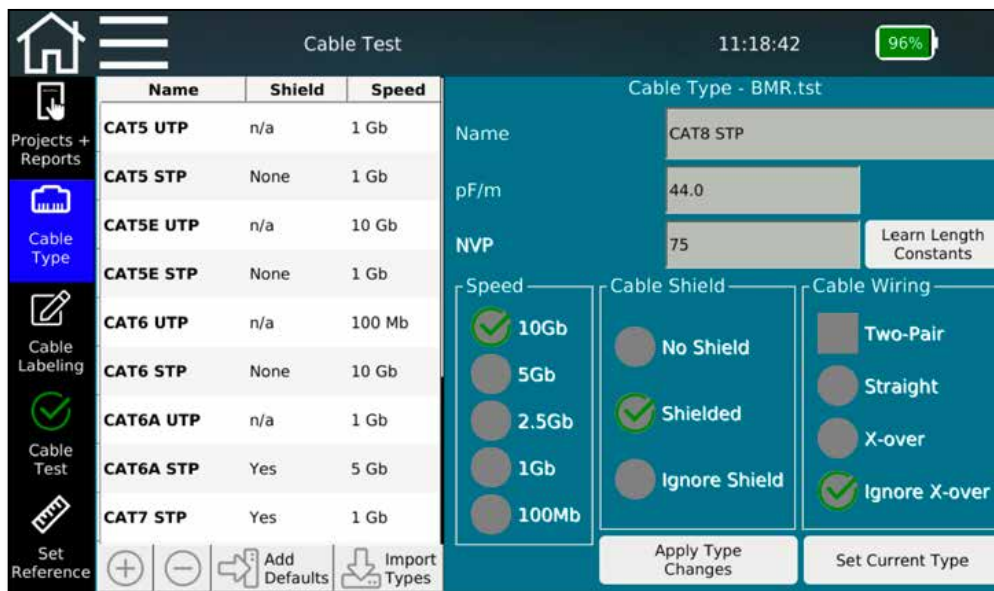 Cable Test
11:18:42
96%
Projects +
Reports
Cable
Type
Cable
Labeling
Cable
Test
Set
Reference
Name Shield Speed
CAT5 UTP n/a 1 Gb
CAT5 STP None 1 Gb
CAT5E UTP n/a 10 Gb
CAT5E STP None 1 Gb
CAT6 UTP n/a 100 Mb
CAT6 STP None 10 Gb
CAT6A UTP n/a 1 Gb
CAT6A STP Yes 5 Gb
CAT7 STP Yes 1 Gb
Add
Defaults
Import
Types
Cable Type - BMR.tst
Name CAT8 STP
pF/m 44.0
NVP 75
Learn Length
Constants
Speed
10Gb
5Gb
2.5Gb
1Gb
100Mb
Cable Shield
No Shield
Shielded
Ignore Shield
Cable Wiring
Two-Pair
Straight
X-over
Ignore X-over
Apply Type
Changes
Set Current Type